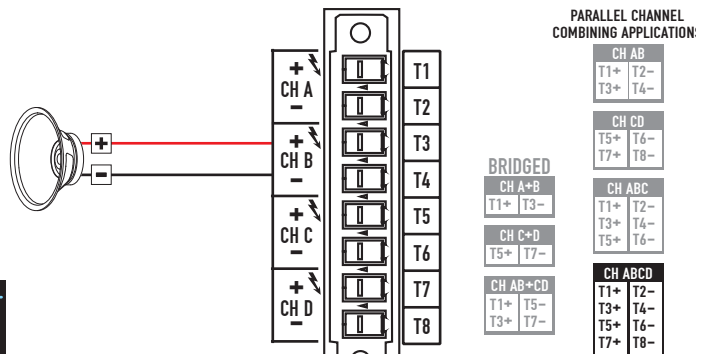 PARALLEL CHANNEL
COMBINING APPLICATION
+
CH A
−
+
CH B
−
+
CH C
−
+
CH D
−
T1
T2
T3
T4
T5
T6
T7
T8
+
−
BRIDGED
CH A+B
T1+ T3−
CH C+D
T5+ T7−
CH AB+CD
T1+ T5−
T3+ T7−
CH AB
T1+ T2−
T3+ T4−
CH CD
T5+ T6−
T7+ T8−
CH ABC
T1+ T2−
T3+ T4−
T5+ T6−
CH ABCD
T1+ T2−
T3+ T4−
T5+ T6−
T7+ T8−